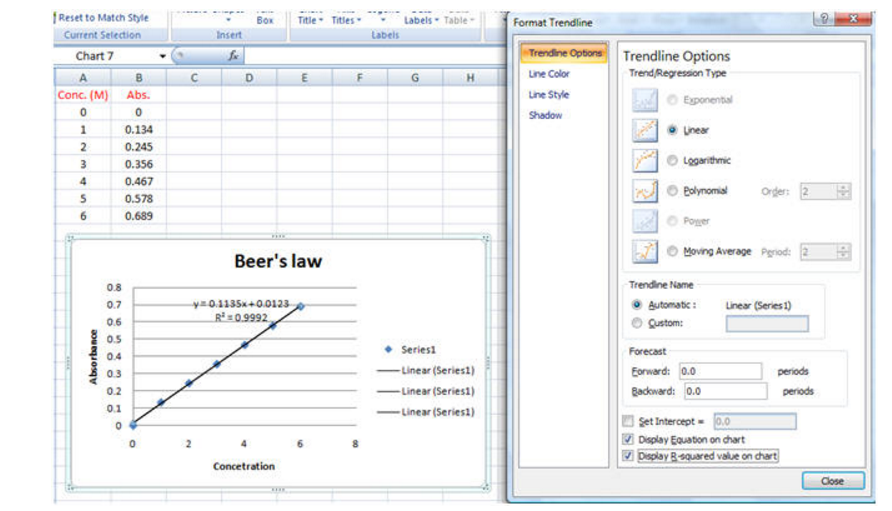 Reset to Match Style
Box
Title Titles Labels Table
Current Selection Insert Labels
Chart 7 fx
A B C D E F G H
Conc. (M) Abs.
0 0
1 0.134
2 0.245
3 0.356
4 0.467
5 0.578
6 0.689
Beer's law
y = 0.1135x + 0.0123
R² = 0.9992
0.8
0.7
0.6
0.5
0.4
0.3
0.2
0.1
0
Absorbance
0 2 4 6 8
Concetration
Series1
Linear (Series1)
Linear (Series1)
Linear (Series1)
Format Trendline
Trendline Options
Line Color
Line Style
Shadow
Trendline Options
Trend/Regression Type
Exponential
Linear
Logarithmic
Polynomial Order: 2
Power
Moving Average Period: 2
Trendline Name
Automatic : Linear (Series1)
Custom:
Forecast
Forward: 0.0 periods
Backward: 0.0 periods
Set Intercept = 0.0
Display Equation on chart
Display R-squared value on chart
Close